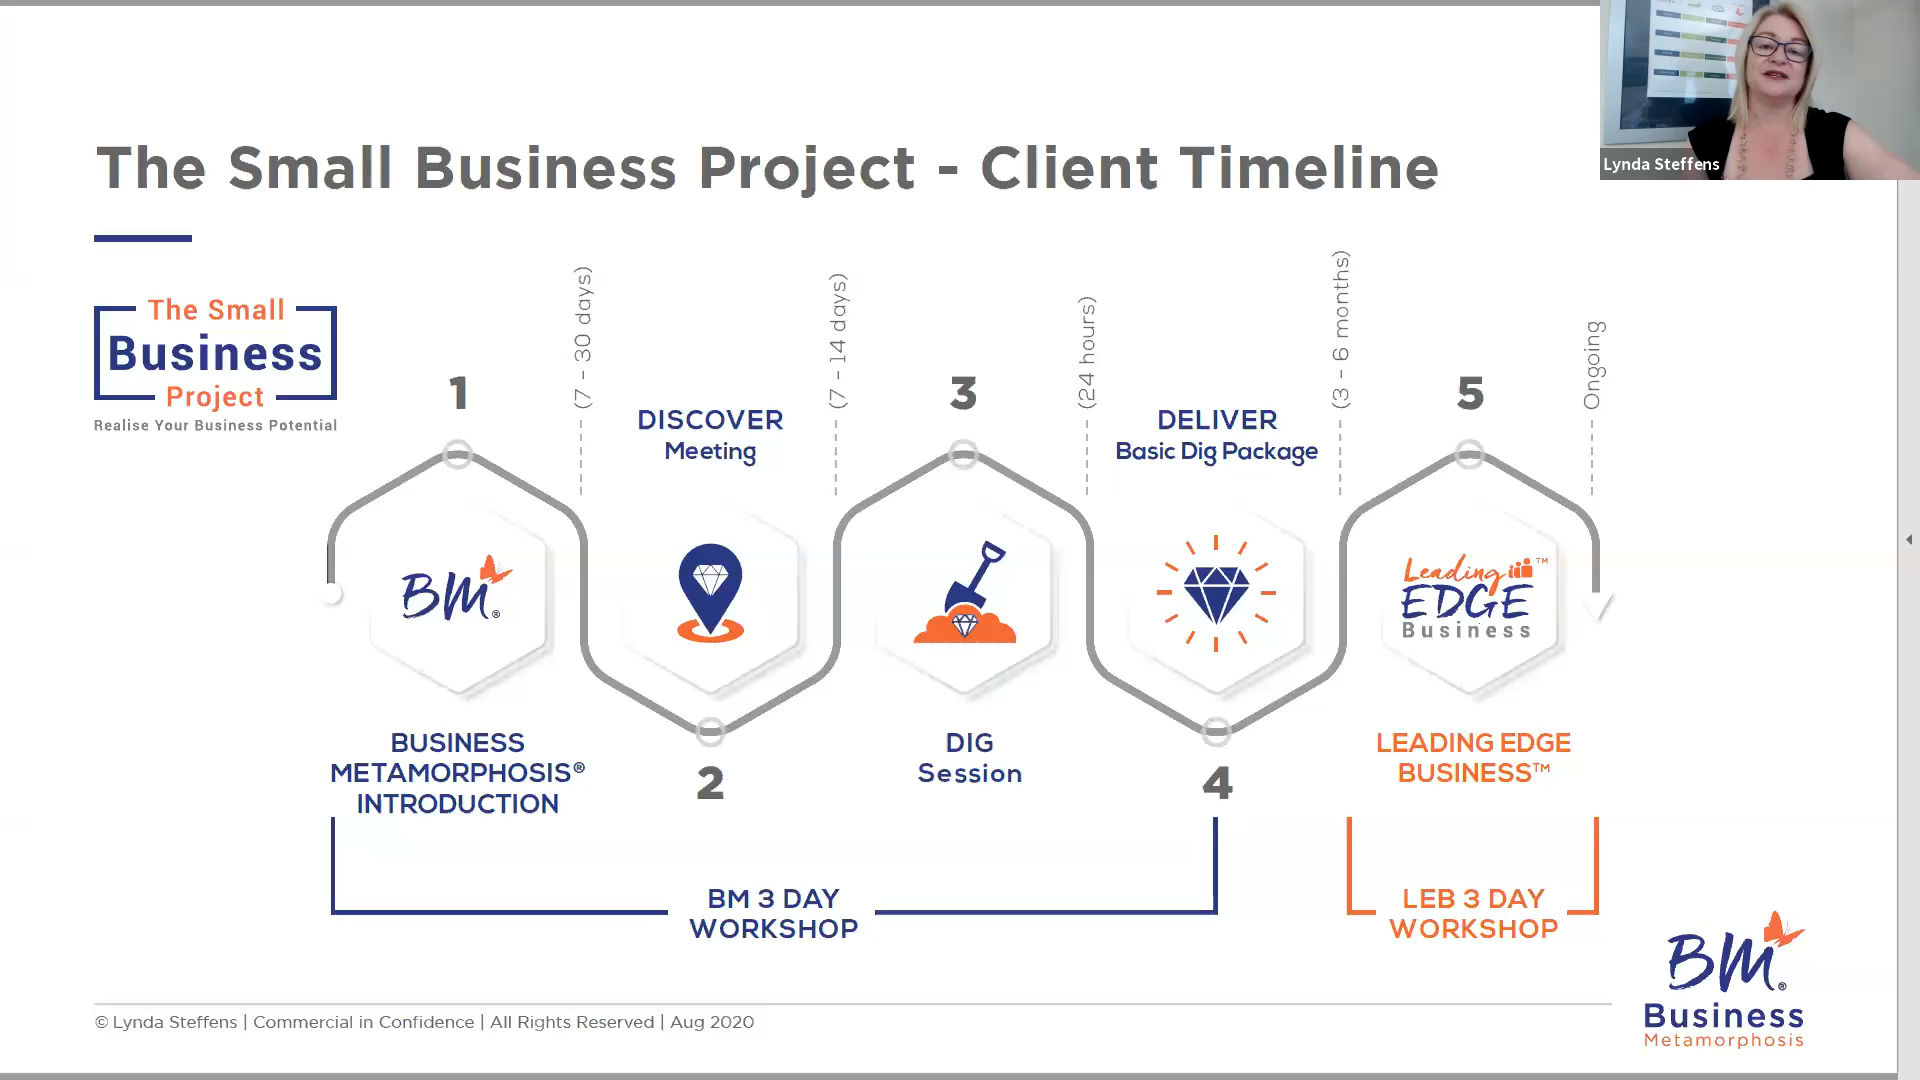 Lynda Steffens
The Small Business Project - Client Timeline
The Small
Business
Project
Realise Your Business Potential
(7 - 30 days)
(7 - 14 days)
(24 hours)
(3 - 6 months)
Ongoing
1
BM®
BUSINESS
METAMORPHOSIS®
INTRODUCTION
DISCOVER
Meeting
2
3
DIG
Session
DELIVER
Basic Dig Package
4
5
Leading™
EDGE
Business
LEADING EDGE
BUSINESS™
BM 3 DAY
WORKSHOP
LEB 3 DAY
WORKSHOP
© Lynda Steffens | Commercial in Confidence | All Rights Reserved | Aug 2020
BM®
Business
Metamorphosis